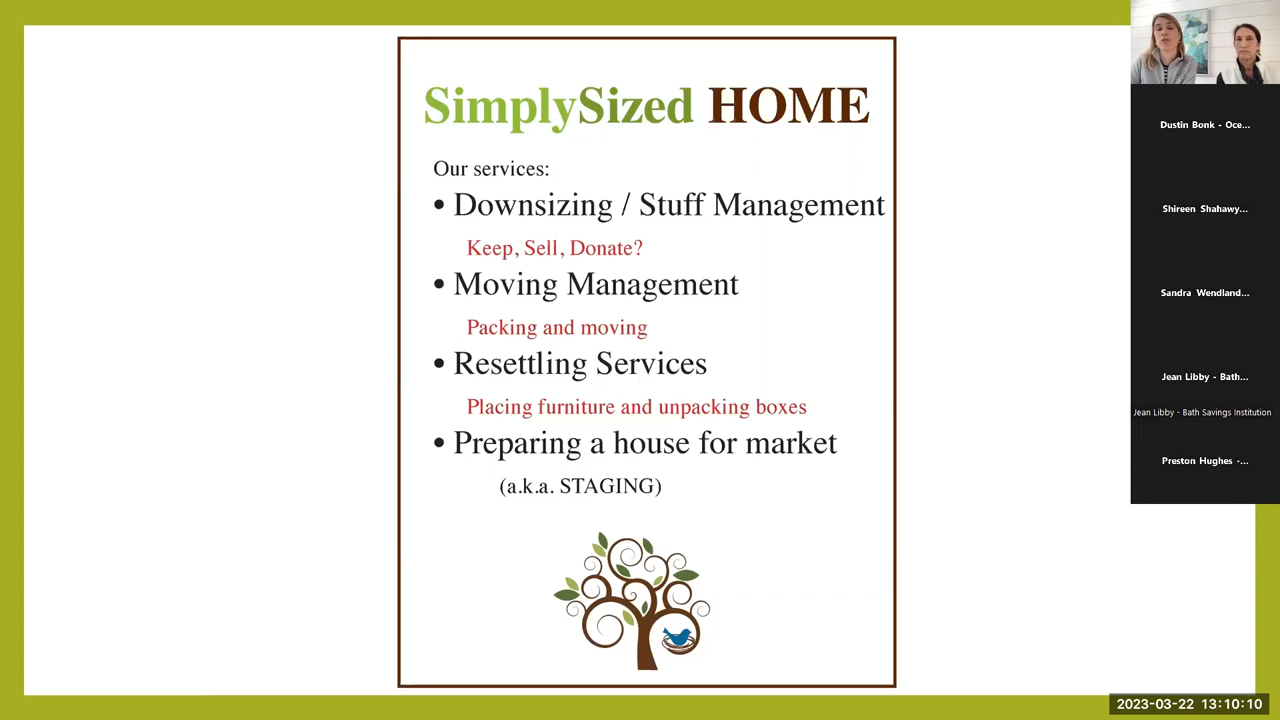 SimplySized HOME
Our services:
• Downsizing / Stuff Management
Keep, Sell, Donate?
• Moving Management
Packing and moving
• Resettling Services
Placing furniture and unpacking boxes
• Preparing a house for market
(a.k.a. STAGING)
Dustin Bonk - Oce...
Shireen Shahawy...
Sandra Wendland...
Jean Libby - Bath...
Jean Libby - Bath Savings Institution
Preston Hughes -...
2023-03-22 13:10:10